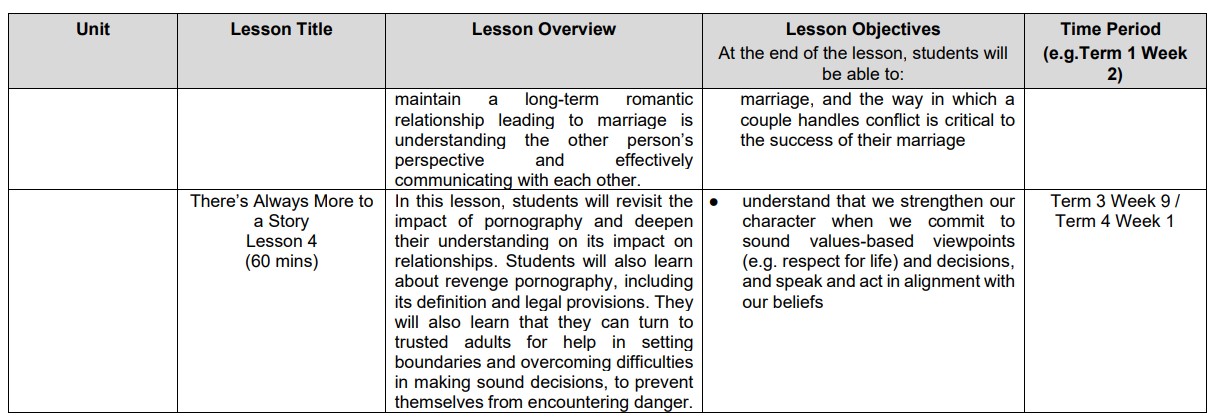 Unit
Lesson Title
Lesson Overview
Lesson Objectives
At the end of the lesson, students will
be able to:
Time Period
(e.g.Term 1 Week
2)
maintain a long-term romantic
relationship leading to marriage is
understanding the other person’s
perspective and effectively
communicating with each other.
marriage, and the way in which a
couple handles conflict is critical to
the success of their marriage
There’s Always More to
a Story
Lesson 4
(60 mins)
In this lesson, students will revisit the
impact of pornography and deepen
their understanding on its impact on
relationships. Students will also learn
about revenge pornography, including
its definition and legal provisions. They
will also learn that they can turn to
trusted adults for help in setting
boundaries and overcoming difficulties
in making sound decisions, to prevent
themselves from encountering danger.
● understand that we strengthen our
character when we commit to
sound values-based viewpoints
(e.g. respect for life) and decisions,
and speak and act in alignment with
our beliefs
Term 3 Week 9 /
Term 4 Week 1